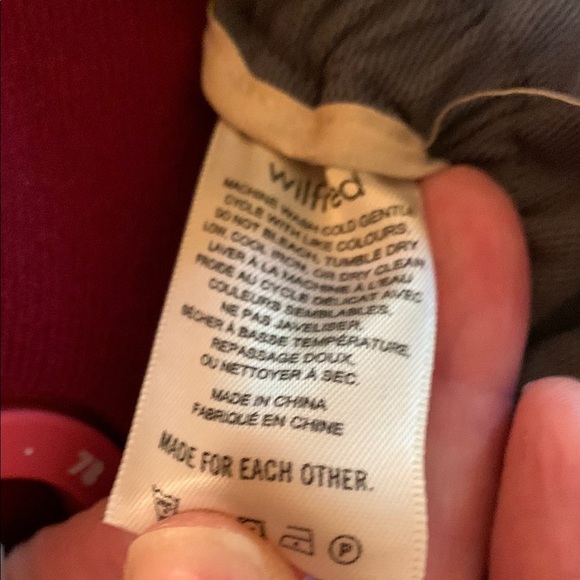 wilfred
MACHINE WASH COLD GENTLE
CYCLE WITH LIKE COLOURS.
DO NOT BLEACH, TUMBLE DRY
LOW, COOL IRON, OR DRY CLEAN
LAVER À LA MACHINE À L'EAU
FROIDE AU CYCLE DÉLICAT AVEC
COULEURS SEMBLABLES.
NE PAS JAVELISER.
SÉCHER À BASSE TEMPÉRATURE,
REPASSAGE DOUX,
OU NETTOYER À SEC.
MADE IN CHINA
FABRIQUÉ EN CHINE
MADE FOR EACH OTHER.
P
78